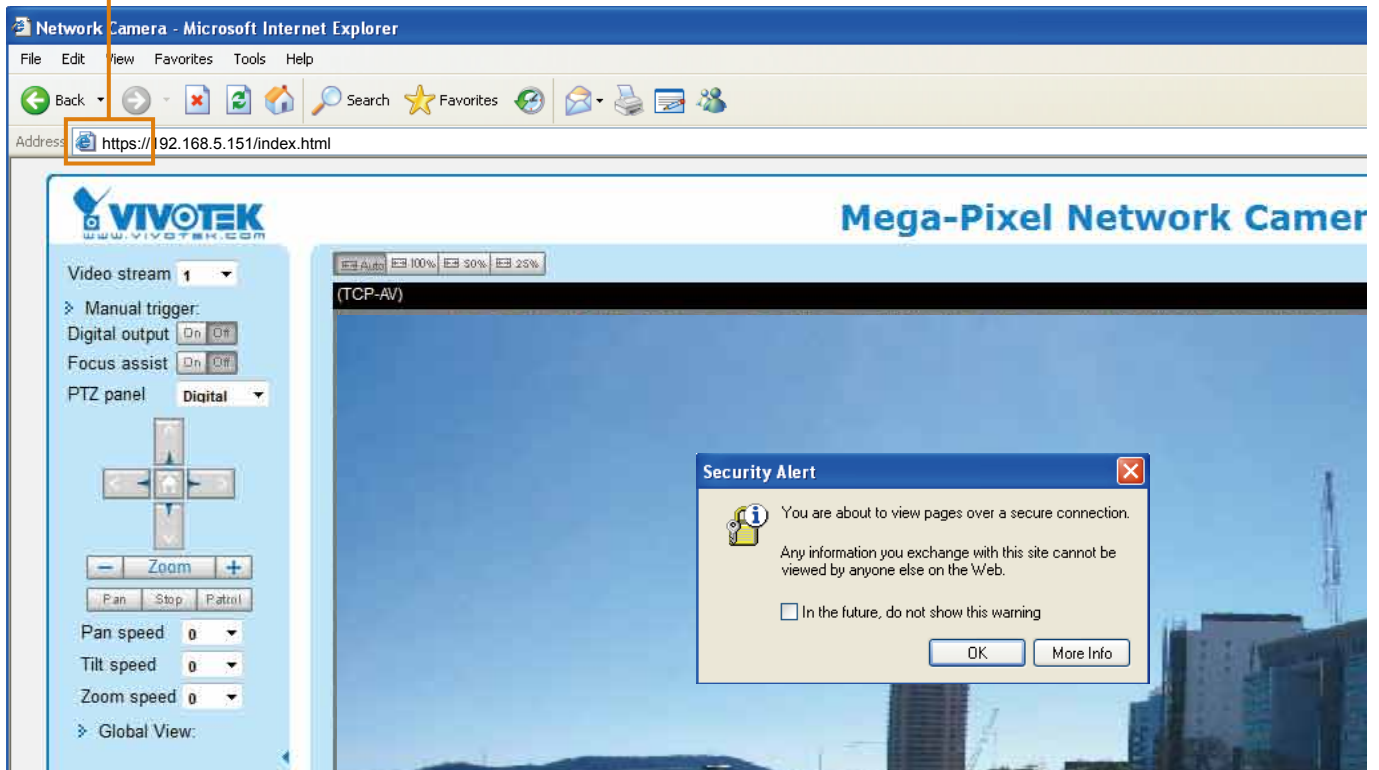 Network Camera - Microsoft Internet Explorer
File Edit View Favorites Tools Help
Back Search Favorites
Address https://192.168.5.151/index.html
VIVOTEK
www.vivotek.com
Mega-Pixel Network Camer
Video stream 1
Auto 100% 50% 25%
(TCP-AV)
Manual trigger:
Digital output On Off
Focus assist On Off
PTZ panel Digital
Zoom
Pan Stop Patrol
Pan speed 0
Tilt speed 0
Zoom speed 0
Global View:
Security Alert
You are about to view pages over a secure connection.
Any information you exchange with this site cannot be
viewed by anyone else on the Web.
In the future, do not show this warning
OK More Info